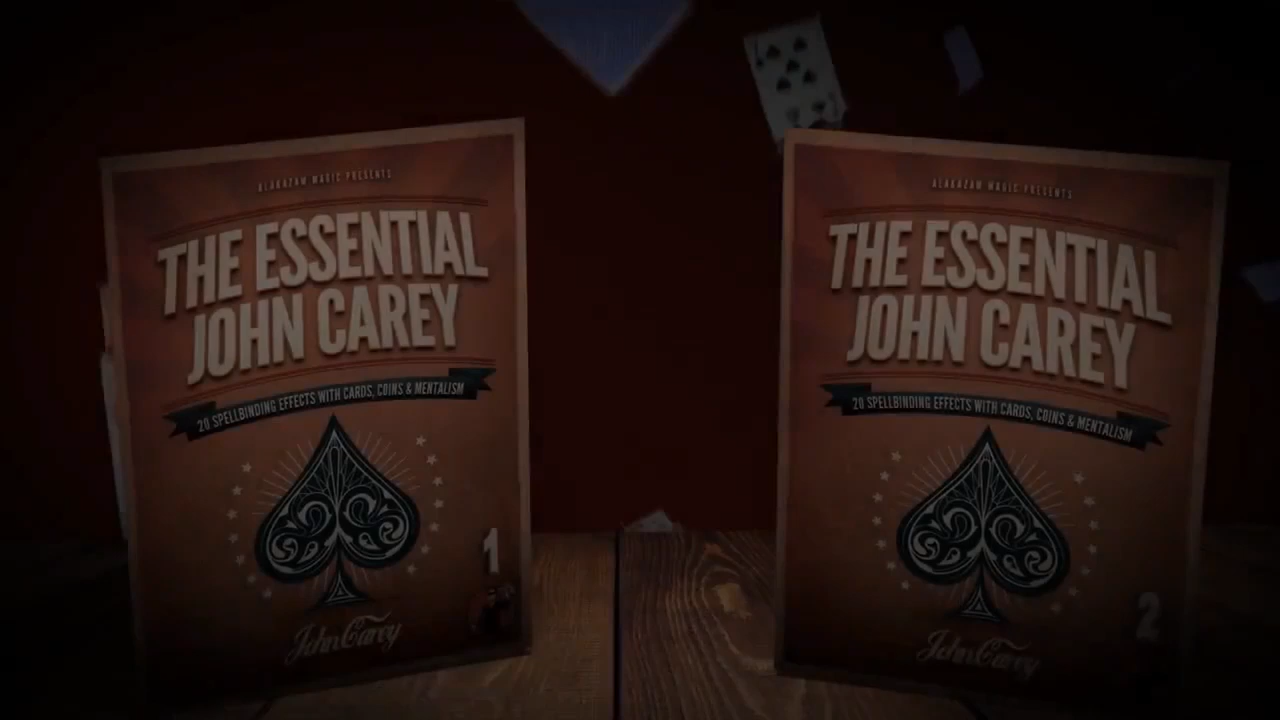 ALAKAZAM MAGIC PRESENTS
THE ESSENTIAL
JOHN CAREY
20 SPELLBINDING EFFECTS WITH CARDS, COINS & MENTALISM
1
John Carey
ALAKAZAM MAGIC PRESENTS
THE ESSENTIAL
JOHN CAREY
20 SPELLBINDING EFFECTS WITH CARDS, COINS & MENTALISM
2
John Carey